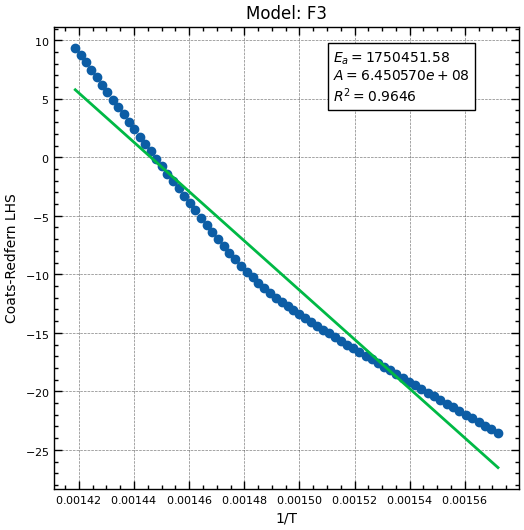 Model: F3
10
5
0
−5
−10
−15
−20
−25
Coats-Redfern LHS
E_a = 1750451.58
A = 6.450570e + 08
R² = 0.9646
0.00142 0.00144 0.00146 0.00148 0.00150 0.00152 0.00154 0.00156
1/T